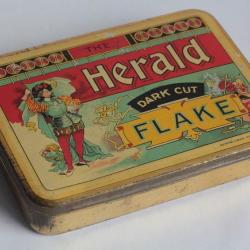 THE
Herald
DARK CUT
FLAKE